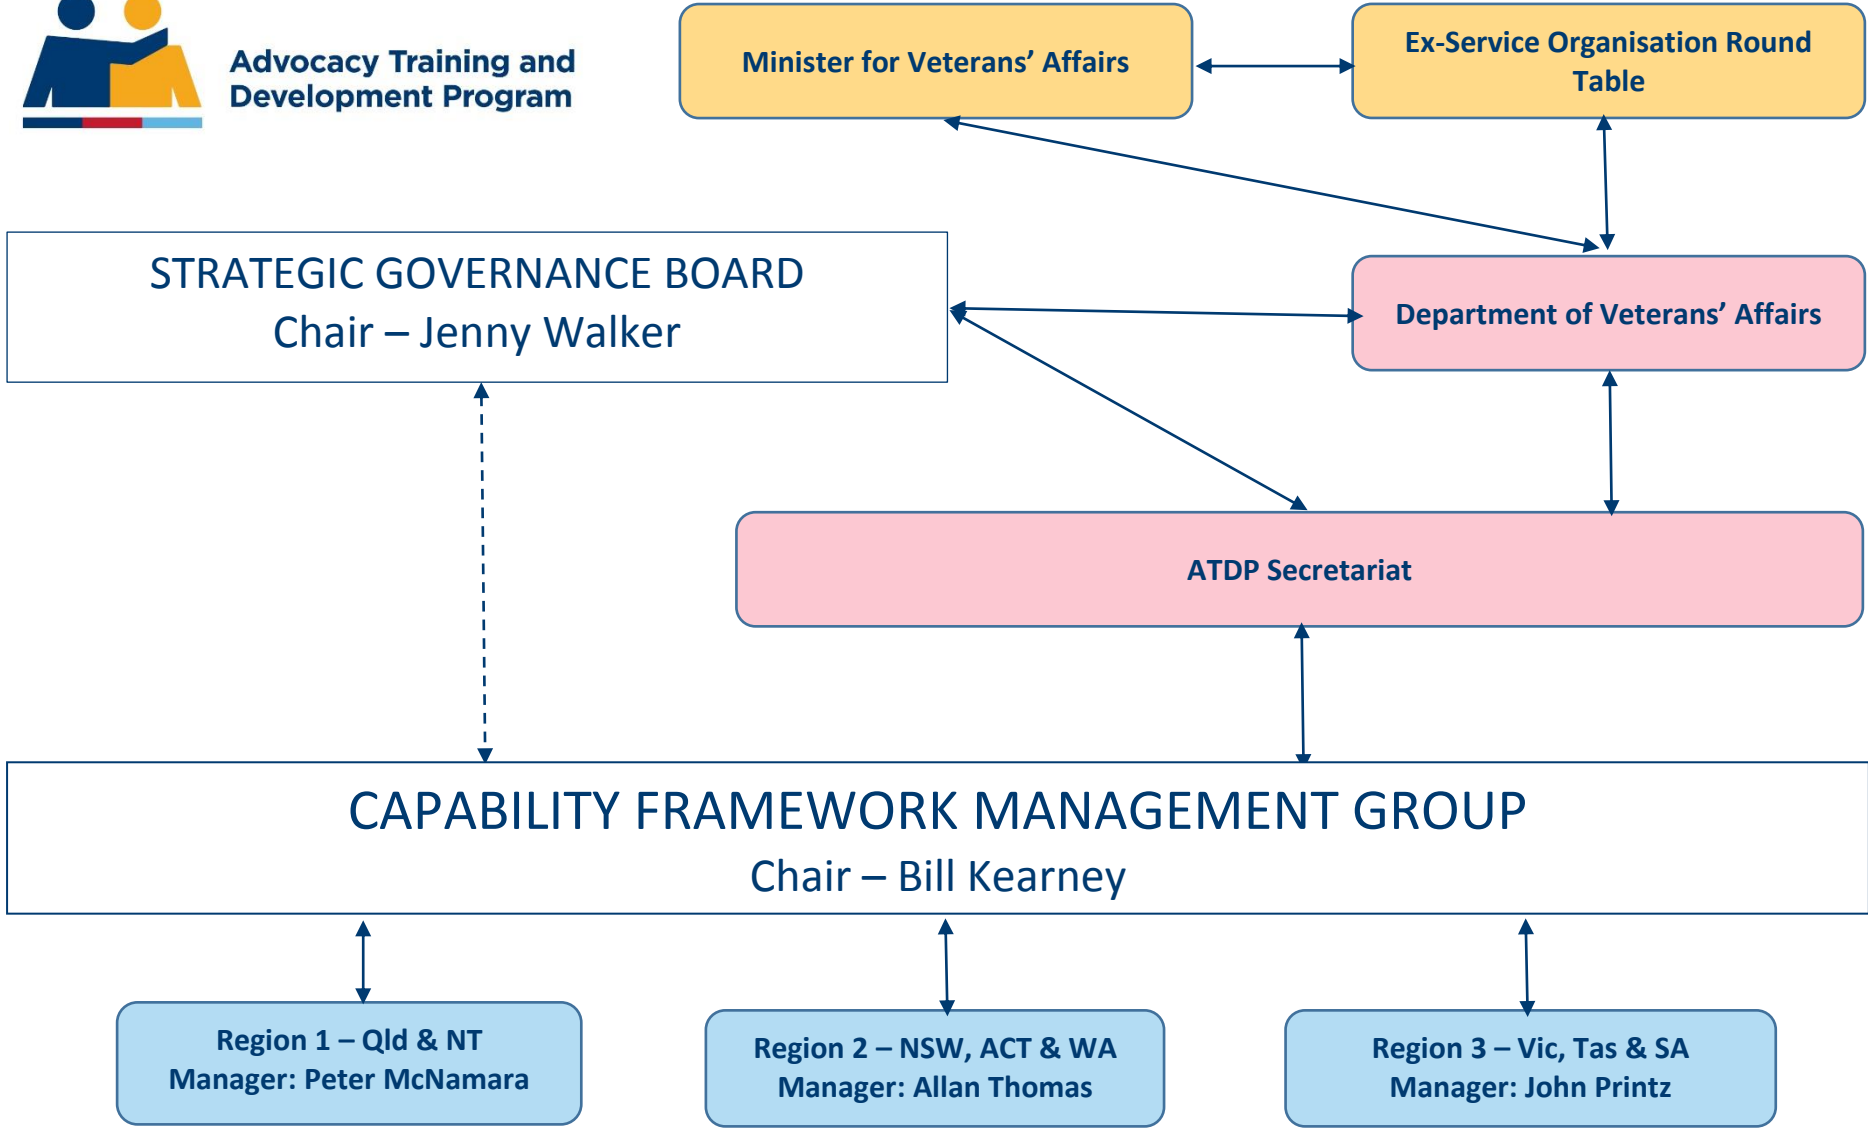 Advocacy Training and
Development Program
Minister for Veterans’ Affairs
Ex-Service Organisation Round
Table
STRATEGIC GOVERNANCE BOARD
Chair – Jenny Walker
Department of Veterans’ Affairs
ATDP Secretariat
CAPABILITY FRAMEWORK MANAGEMENT GROUP
Chair – Bill Kearney
Region 1 – Qld & NT
Manager: Peter McNamara
Region 2 – NSW, ACT & WA
Manager: Allan Thomas
Region 3 – Vic, Tas & SA
Manager: John Printz